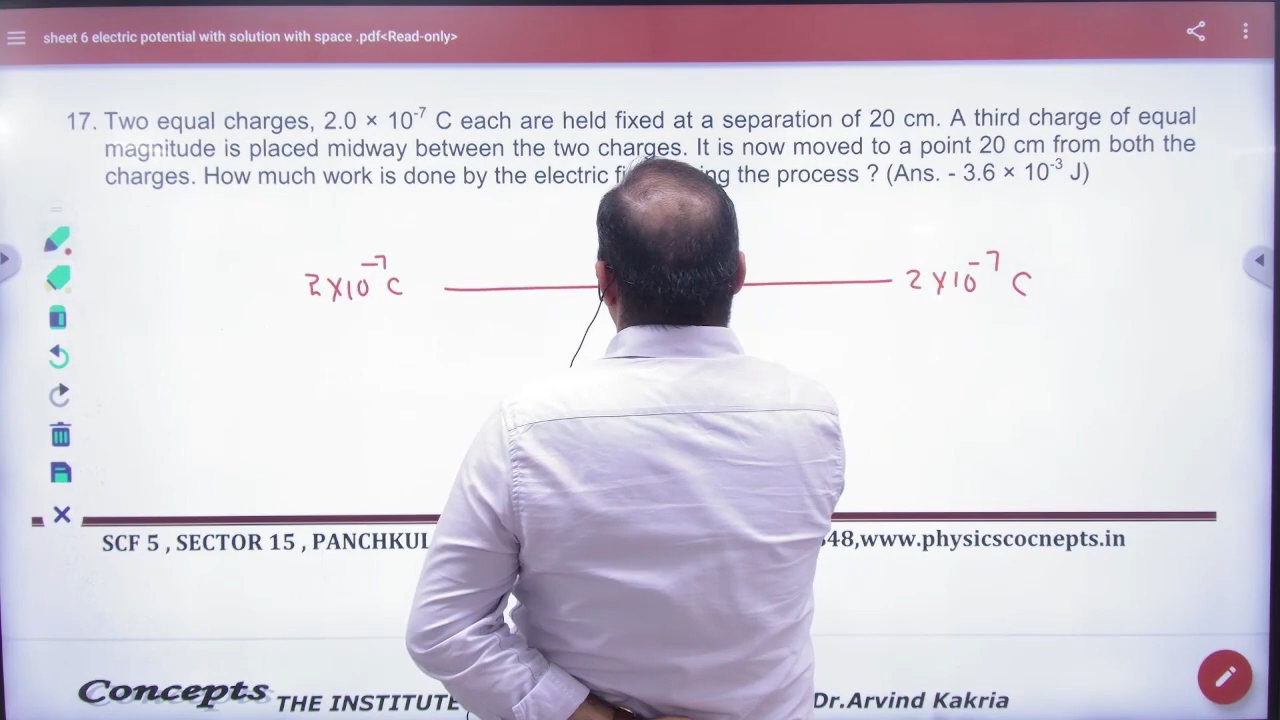 sheet 6 electric potential with solution with space .pdf<Read-only>
17. Two equal charges, 2.0 × 10⁻⁷ C each are held fixed at a separation of 20 cm. A third charge of equal
magnitude is placed midway between the two charges. It is now moved to a point 20 cm from both the
charges. How much work is done by the electric the process ? (Ans. - 3.6 × 10⁻³ J)
2×10⁻⁷ C 2×10⁻⁷ C
SCF 5 , SECTOR 15 , 48,www.physicscocnepts.in
Concepts THE INSTITUTE Dr.Arvind Kakria